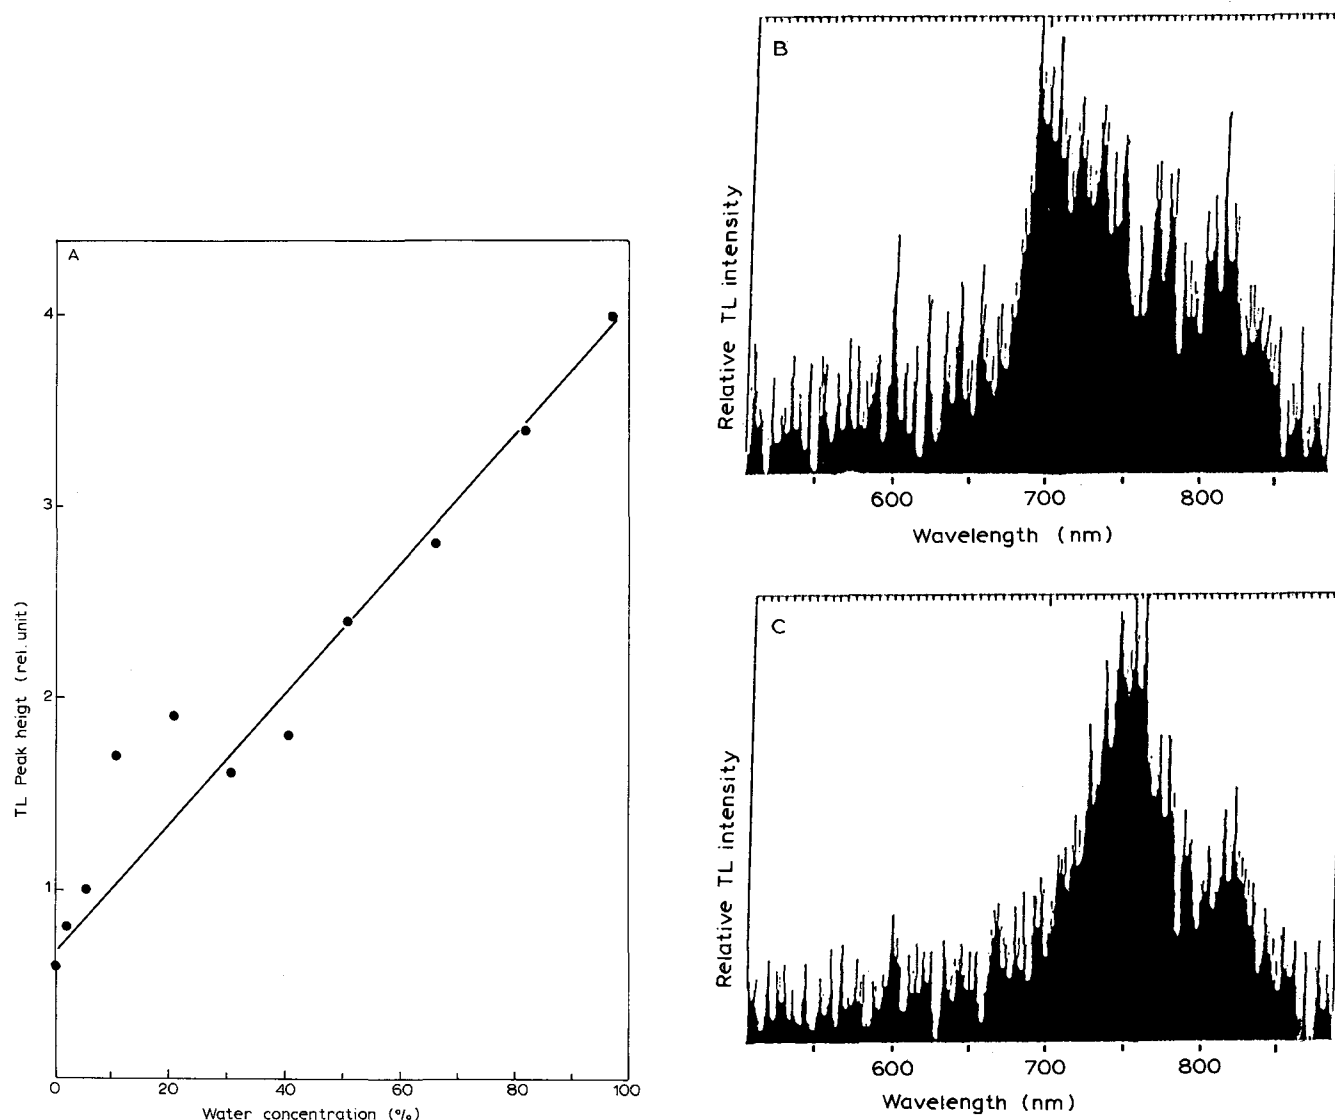 A
4
3
2
1
TL Peak heigt (rel. unit)
0 20 40 60 80 100
Water concentration (%)
B
Relative TL intensity
600 700 800
Wavelength (nm)
C
Relative TL intensity
600 700 800
Wavelength (nm)